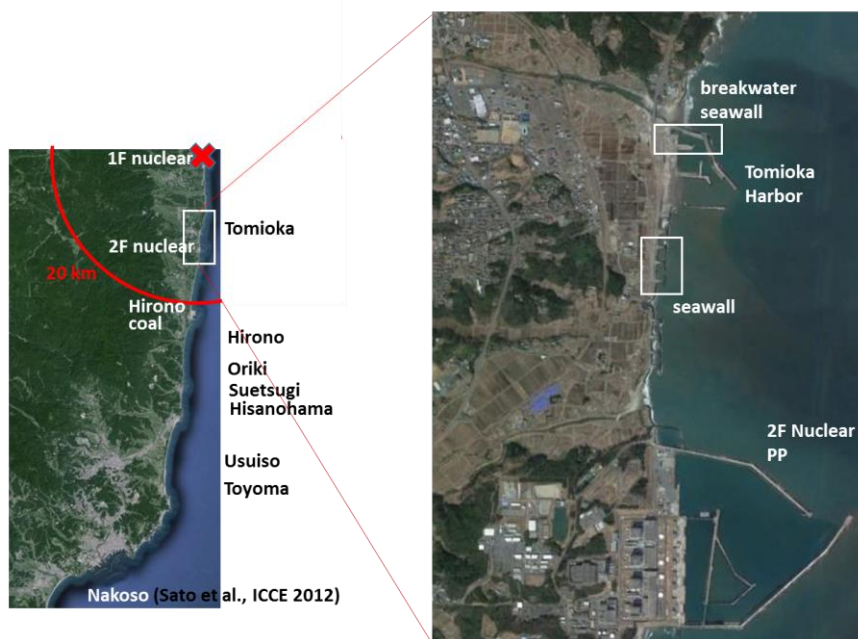 1F nuclear
Tomioka
2F nuclear
20 km
Hirono
coal
Hirono
Oriki
Suetsugi
Hisanohama
Usuiso
Toyoma
Nakoso (Sato et al., ICCE 2012)
breakwater
seawall
Tomioka
Harbor
seawall
2F Nuclear
PP